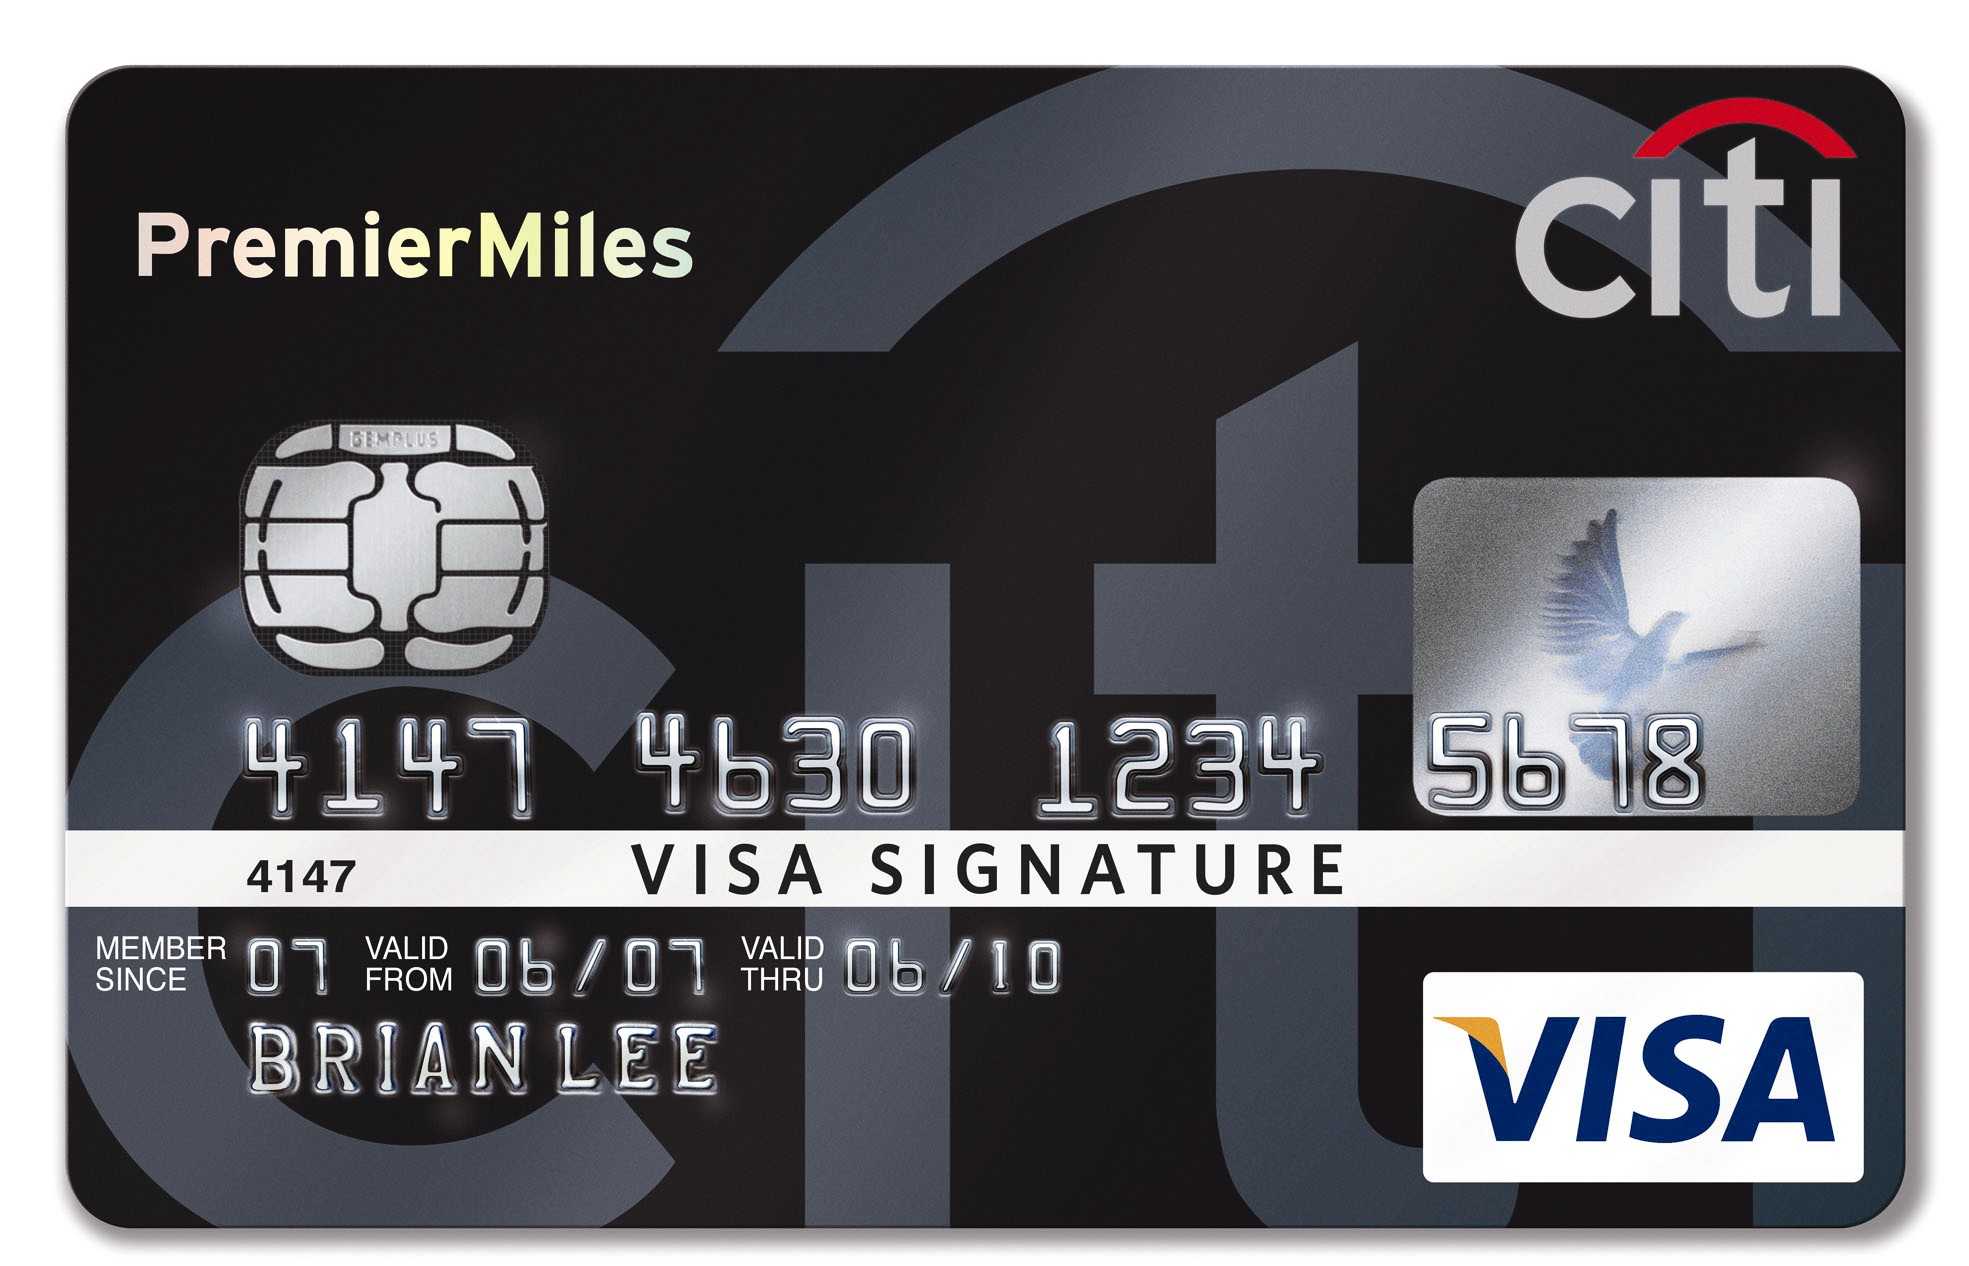 citi
PremierMiles
GEMPLUS
4147 4630 1234 5678
4147 VISA SIGNATURE
MEMBER SINCE 07 VALID FROM 06/07 VALID THRU 06/10
BRIAN LEE
VISA